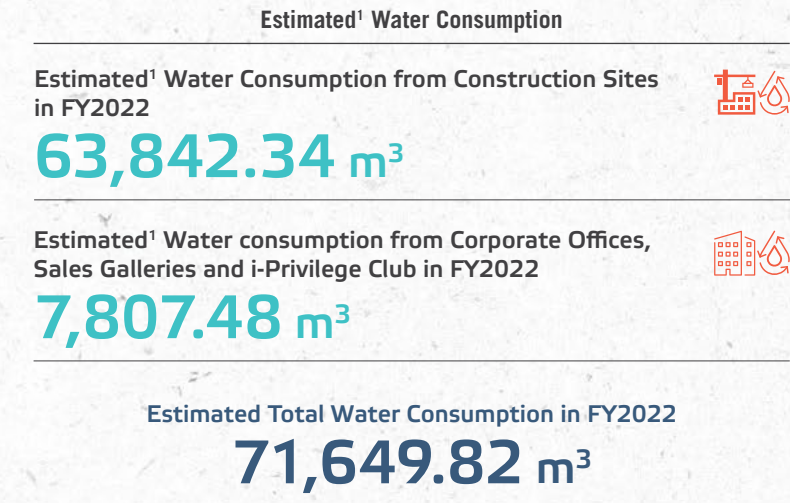 Estimated¹ Water Consumption
Estimated¹ Water Consumption from Construction Sites
in FY2022
63,842.34 m³
Estimated¹ Water consumption from Corporate Offices,
Sales Galleries and i-Privilege Club in FY2022
7,807.48 m³
Estimated Total Water Consumption in FY2022
71,649.82 m³